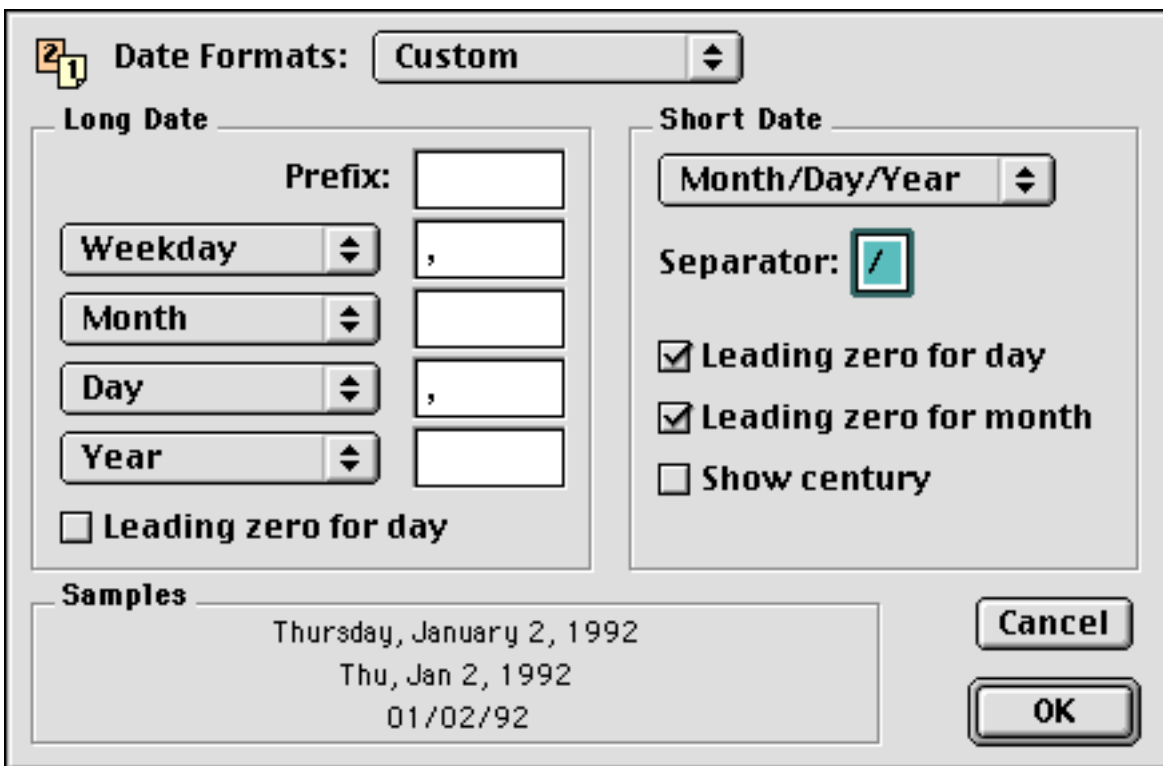 2 1 Date Formats: Custom
Long Date
Prefix:
Weekday ,
Month
Day ,
Year
Leading zero for day
Short Date
Month/Day/Year
Separator: /
Leading zero for day
Leading zero for month
Show century
Samples
Thursday, January 2, 1992
Thu, Jan 2, 1992
01/02/92
Cancel
OK